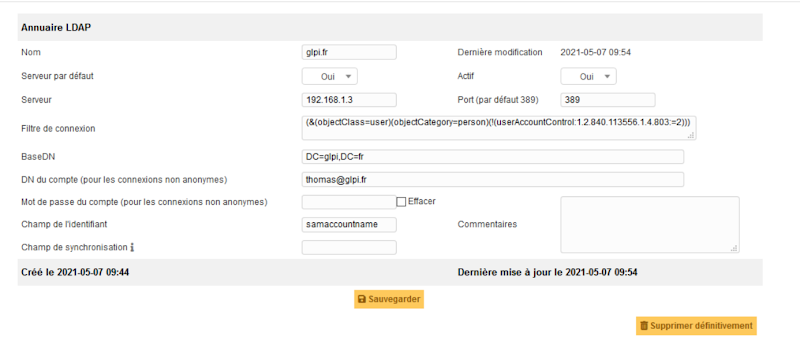 Annuaire LDAP
Nom glpi.fr Dernière modification 2021-05-07 09:54
Serveur par défaut Oui Actif Oui
Serveur 192.168.1.3 Port (par défaut 389) 389
Filtre de connexion (&(objectClass=user)(objectCategory=person)(!(userAccountControl:1.2.840.113556.1.4.803:=2)))
BaseDN DC=glpi,DC=fr
DN du compte (pour les connexions non anonymes) thomas@glpi.fr
Mot de passe du compte (pour les connexions non anonymes) Effacer
Champ de l'identifiant samaccountname Commentaires
Champ de synchronisation
Créé le 2021-05-07 09:44 Dernière mise à jour le 2021-05-07 09:54
Sauvegarder
Supprimer définitivement